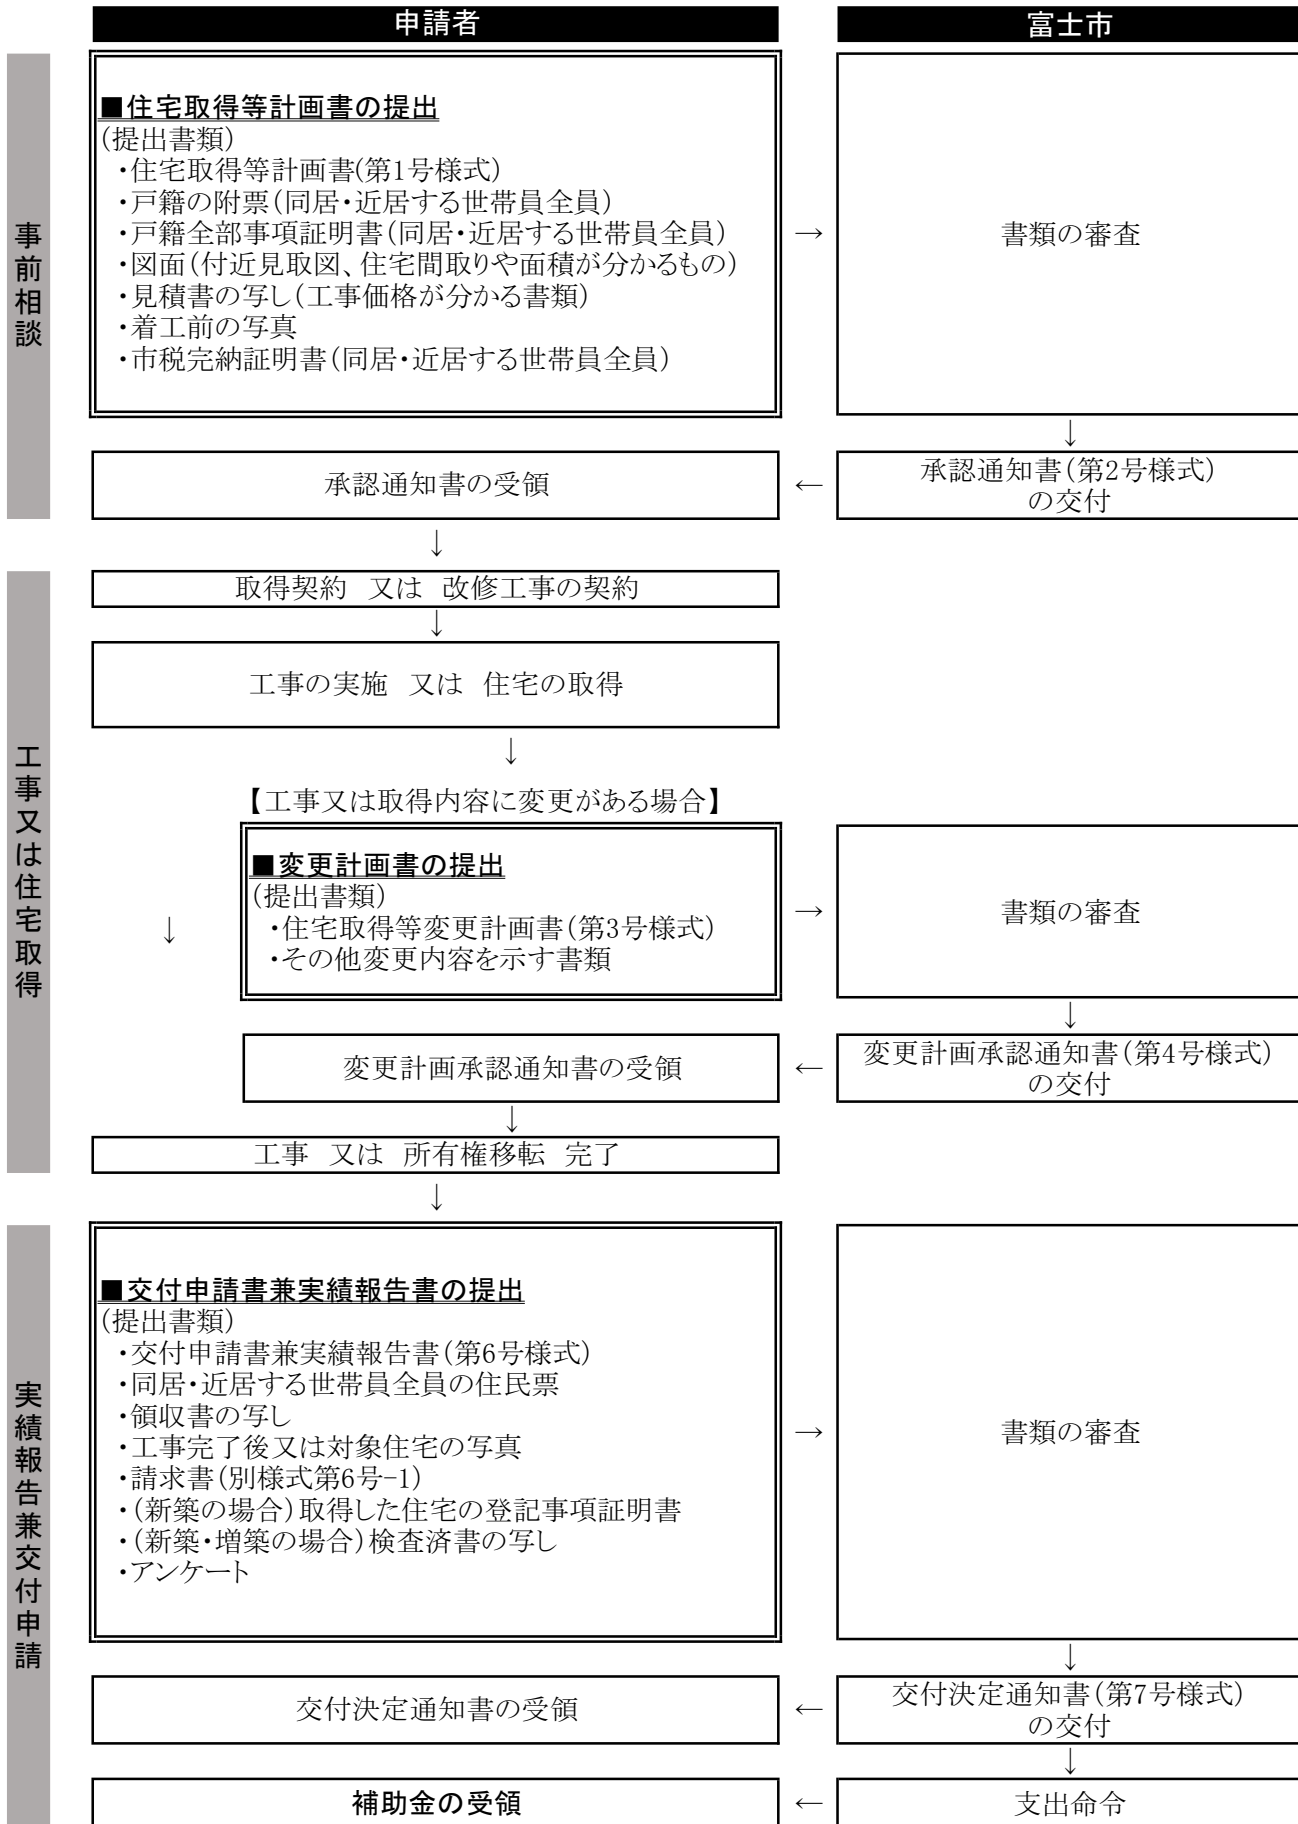 申請者
富士市
事前相談
■住宅取得等計画書の提出
(提出書類)
・住宅取得等計画書(第1号様式)
・戸籍の附票(同居・近居する世帯員全員)
・戸籍全部事項証明書(同居・近居する世帯員全員)
・図面(付近見取図、住宅間取りや面積が分かるもの)
・見積書の写し(工事価格が分かる書類)
・着工前の写真
・市税完納証明書(同居・近居する世帯員全員)
→
書類の審査
↓
承認通知書の受領
←
承認通知書(第2号様式)
の交付
↓
工事又は住宅取得
取得契約 又は 改修工事の契約
↓
工事の実施 又は 住宅の取得
↓
【工事又は取得内容に変更がある場合】
↓
■変更計画書の提出
(提出書類)
・住宅取得等変更計画書(第3号様式)
・その他変更内容を示す書類
→
書類の審査
↓
変更計画承認通知書の受領
←
変更計画承認通知書(第4号様式)
の交付
↓
工事 又は 所有権移転 完了
↓
実績報告兼交付申請
■交付申請書兼実績報告書の提出
(提出書類)
・交付申請書兼実績報告書(第6号様式)
・同居・近居する世帯員全員の住民票
・領収書の写し
・工事完了後又は対象住宅の写真
・請求書(別様式第6号-1)
・(新築の場合)取得した住宅の登記事項証明書
・(新築・増築の場合)検査済書の写し
・アンケート
→
書類の審査
↓
交付決定通知書の受領
←
交付決定通知書(第7号様式)
の交付
↓
補助金の受領
←
支出命令